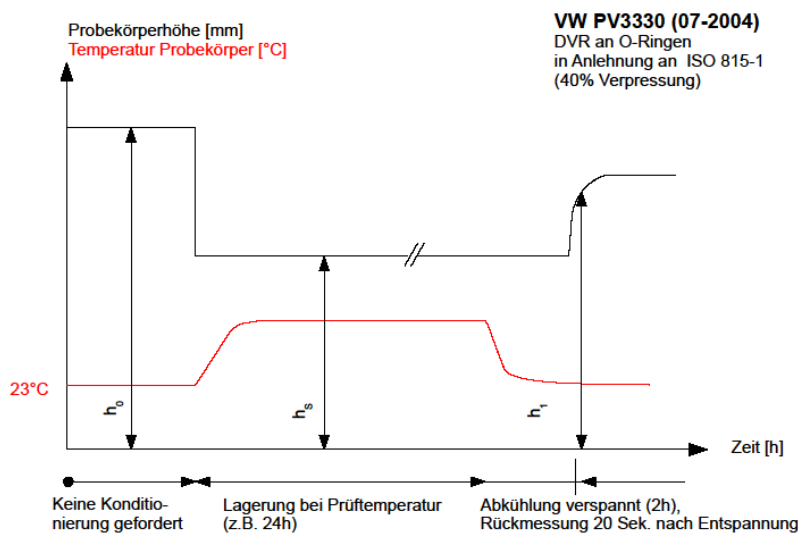 Probekörperhöhe [mm]
Temperatur Probekörper [°C]
VW PV3330 (07-2004)
DVR an O-Ringen
in Anlehnung an ISO 815-1
(40% Verpressung)
23°C
h₀
hₛ
h₁
Zeit [h]
Keine Konditio-
nierung gefordert
Lagerung bei Prüftemperatur
(z.B. 24h)
Abkühlung verspannt (2h),
Rückmessung 20 Sek. nach Entspannung